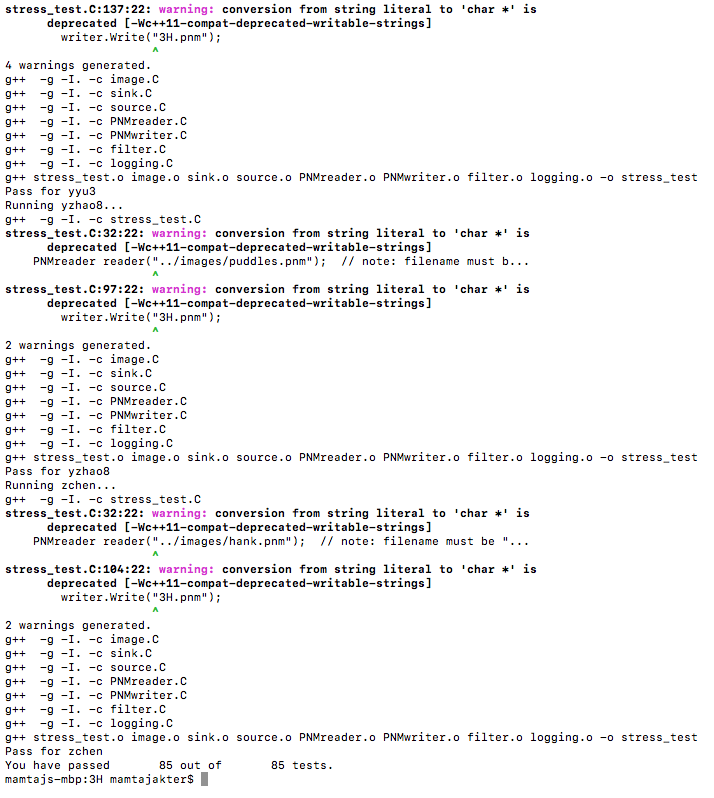 stress_test.C:137:22: warning: conversion from string literal to 'char *' is
      deprecated [-Wc++11-compat-deprecated-writable-strings]
        writer.Write("3H.pnm");
                     ^
4 warnings generated.
g++  -g -I. -c image.C
g++  -g -I. -c sink.C
g++  -g -I. -c source.C
g++  -g -I. -c PNMreader.C
g++  -g -I. -c PNMwriter.C
g++  -g -I. -c filter.C
g++  -g -I. -c logging.C
g++ stress_test.o image.o sink.o source.o PNMreader.o PNMwriter.o filter.o logging.o -o stress_test
Pass for yyu3
Running yzhao8...
g++  -g -I. -c stress_test.C
stress_test.C:32:22: warning: conversion from string literal to 'char *' is
      deprecated [-Wc++11-compat-deprecated-writable-strings]
    PNMreader reader("../images/puddles.pnm");  // note: filename must b...
                     ^
stress_test.C:97:22: warning: conversion from string literal to 'char *' is
      deprecated [-Wc++11-compat-deprecated-writable-strings]
        writer.Write("3H.pnm");
                     ^
2 warnings generated.
g++  -g -I. -c image.C
g++  -g -I. -c sink.C
g++  -g -I. -c source.C
g++  -g -I. -c PNMreader.C
g++  -g -I. -c PNMwriter.C
g++  -g -I. -c filter.C
g++  -g -I. -c logging.C
g++ stress_test.o image.o sink.o source.o PNMreader.o PNMwriter.o filter.o logging.o -o stress_test
Pass for yzhao8
Running zchen...
g++  -g -I. -c stress_test.C
stress_test.C:32:22: warning: conversion from string literal to 'char *' is
      deprecated [-Wc++11-compat-deprecated-writable-strings]
    PNMreader reader("../images/hank.pnm");  // note: filename must be "...
                     ^
stress_test.C:104:22: warning: conversion from string literal to 'char *' is
      deprecated [-Wc++11-compat-deprecated-writable-strings]
        writer.Write("3H.pnm");
                     ^
2 warnings generated.
g++  -g -I. -c image.C
g++  -g -I. -c sink.C
g++  -g -I. -c source.C
g++  -g -I. -c PNMreader.C
g++  -g -I. -c PNMwriter.C
g++  -g -I. -c filter.C
g++  -g -I. -c logging.C
g++ stress_test.o image.o sink.o source.o PNMreader.o PNMwriter.o filter.o logging.o -o stress_test
Pass for zchen
You have passed       85 out of       85 tests.
mamtajs-mbp:3H mamtajakter$